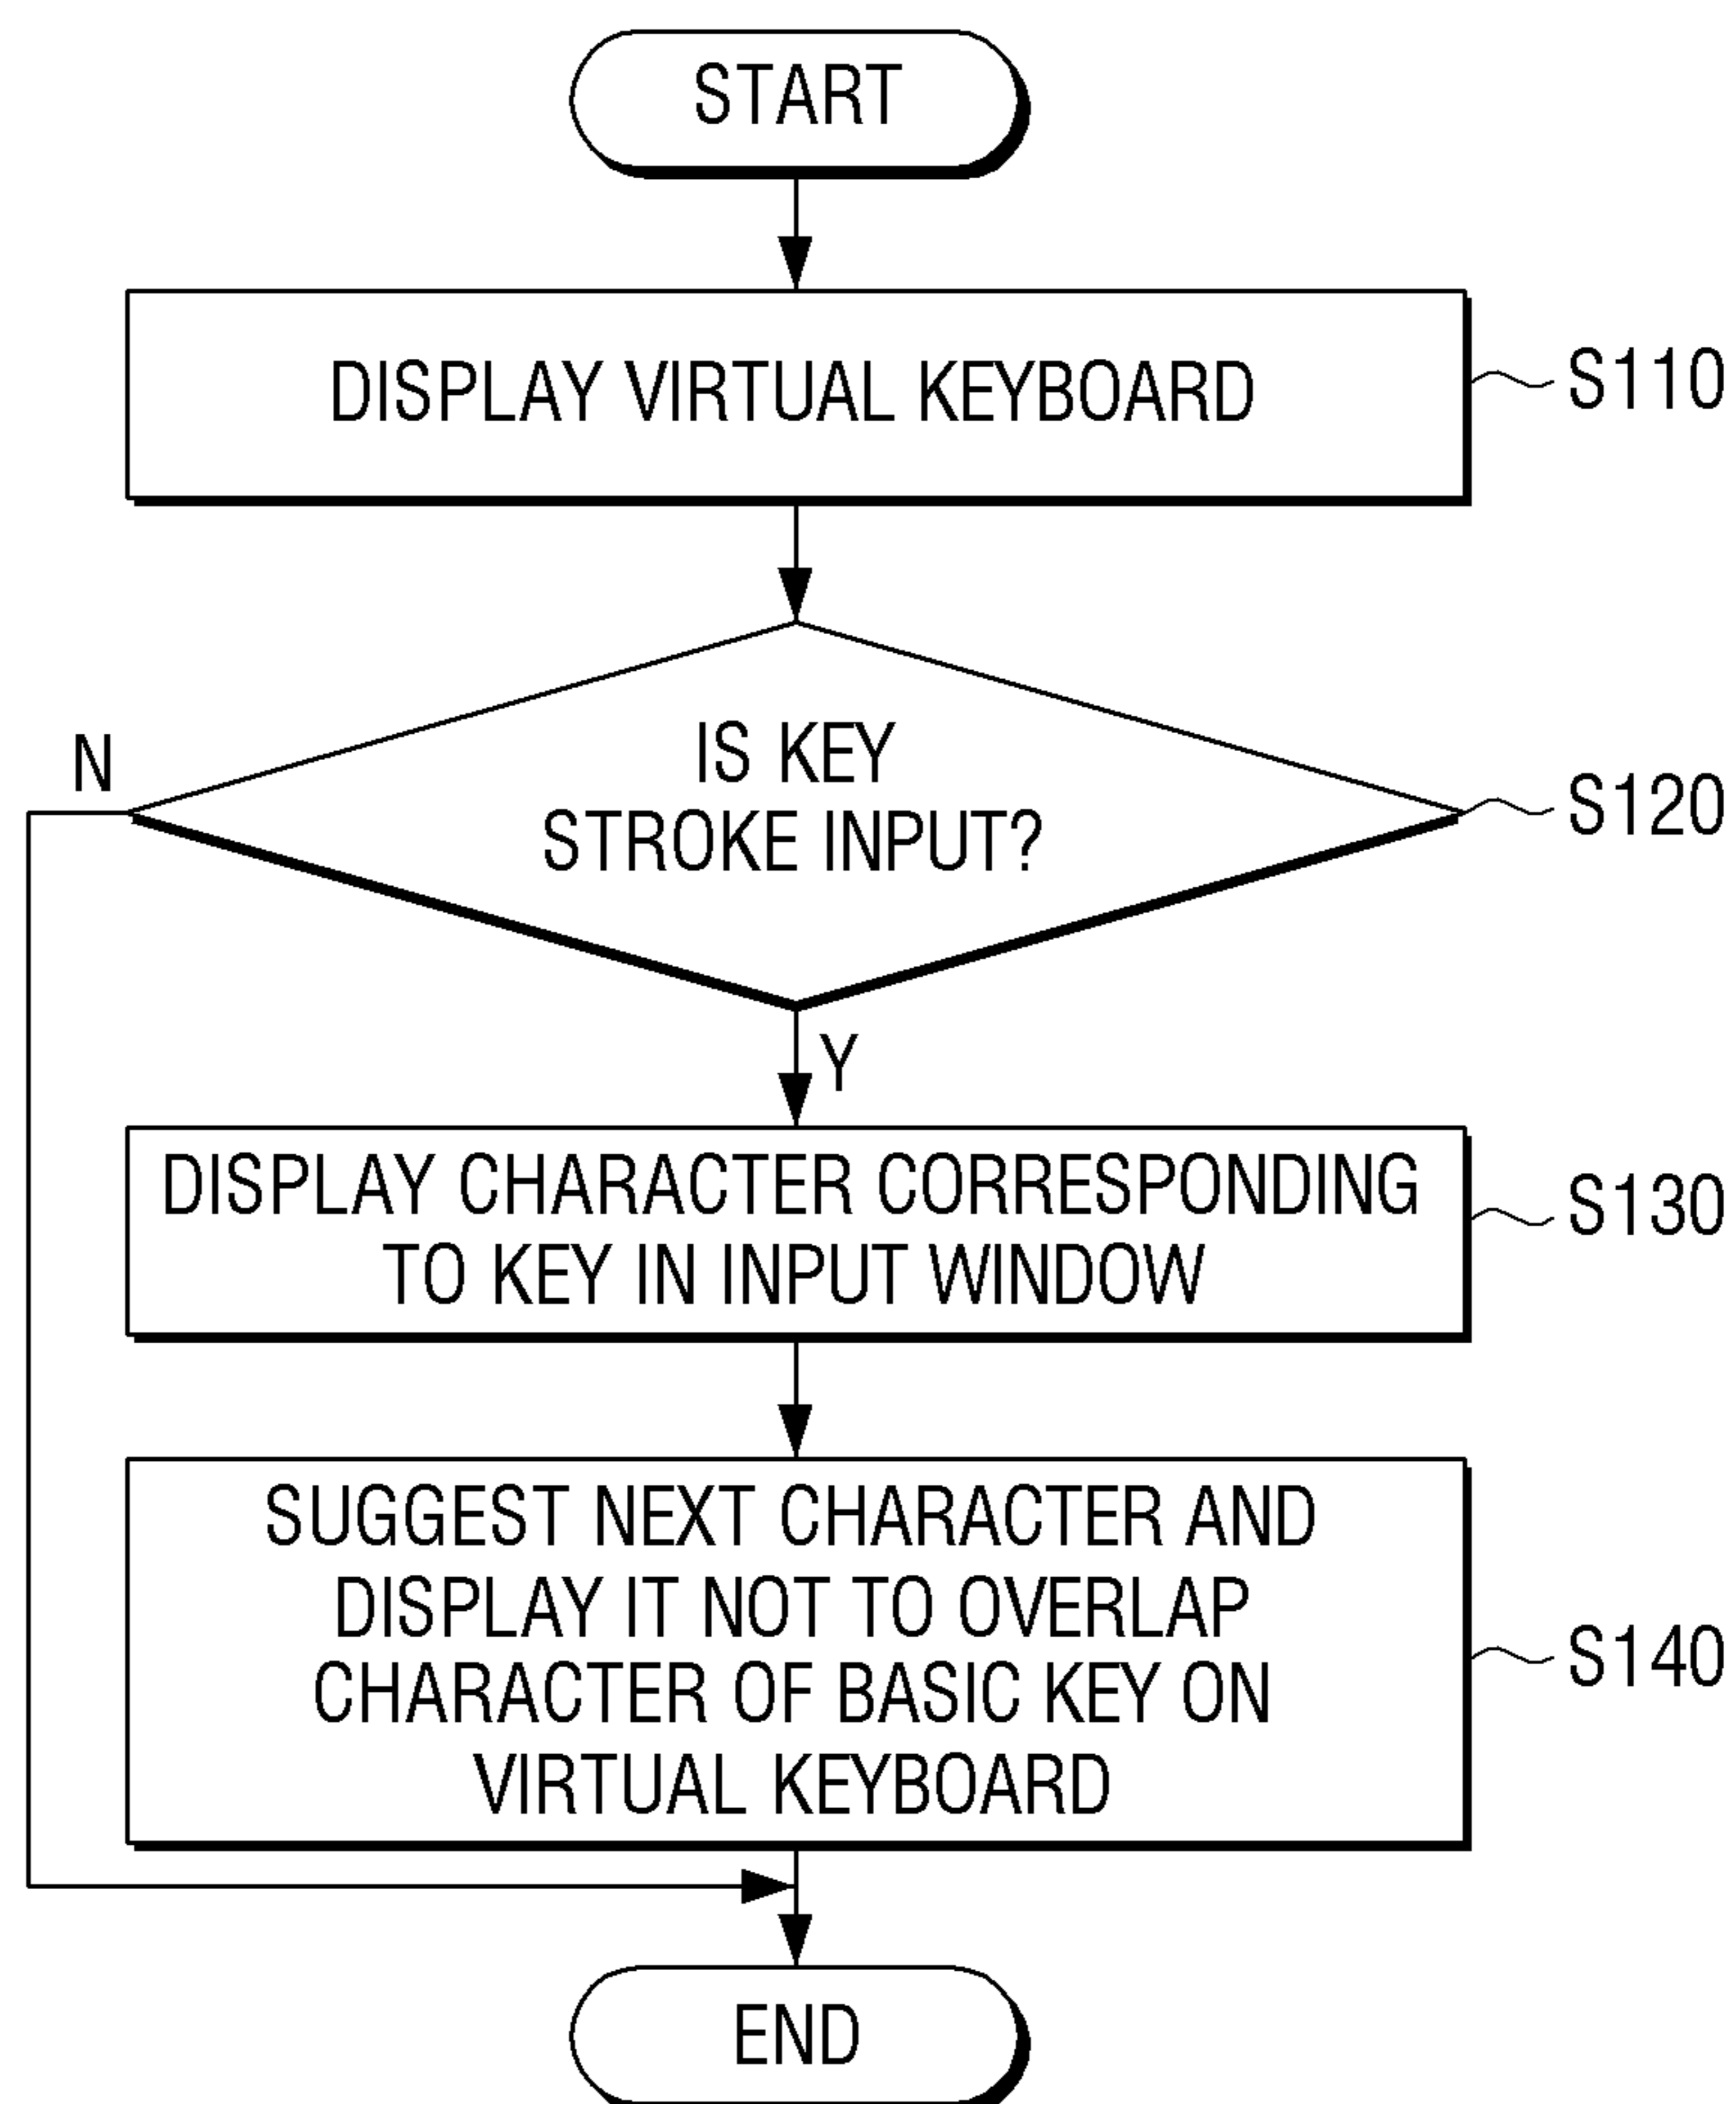 START
DISPLAY VIRTUAL KEYBOARD
S110
IS KEY
STROKE INPUT?
N
S120
Y
DISPLAY CHARACTER CORRESPONDING
TO KEY IN INPUT WINDOW
S130
SUGGEST NEXT CHARACTER AND
DISPLAY IT NOT TO OVERLAP
CHARACTER OF BASIC KEY ON
VIRTUAL KEYBOARD
S140
END